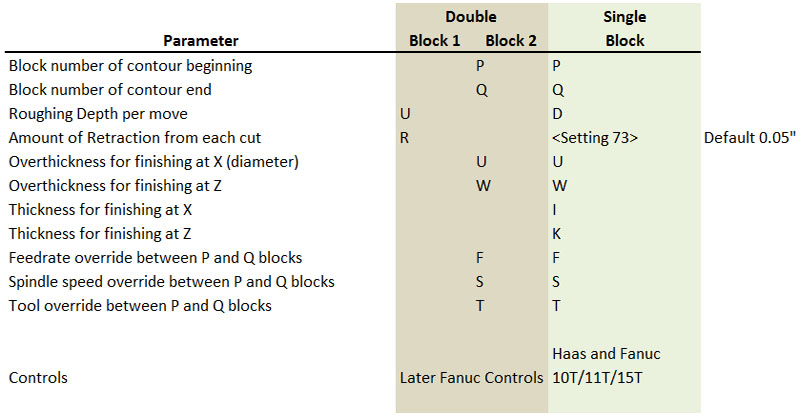 Double Single
Parameter Block 1 Block 2 Block
Block number of contour beginning P P
Block number of contour end Q Q
Roughing Depth per move U D
Amount of Retraction from each cut R <Setting 73> Default 0.05"
Overthickness for finishing at X (diameter) U U
Overthickness for finishing at Z W W
Thickness for finishing at X I
Thickness for finishing at Z K
Feedrate override between P and Q blocks F F
Spindle speed override between P and Q blocks S S
Tool override between P and Q blocks T T
Haas and Fanuc
Controls Later Fanuc Controls 10T/11T/15T